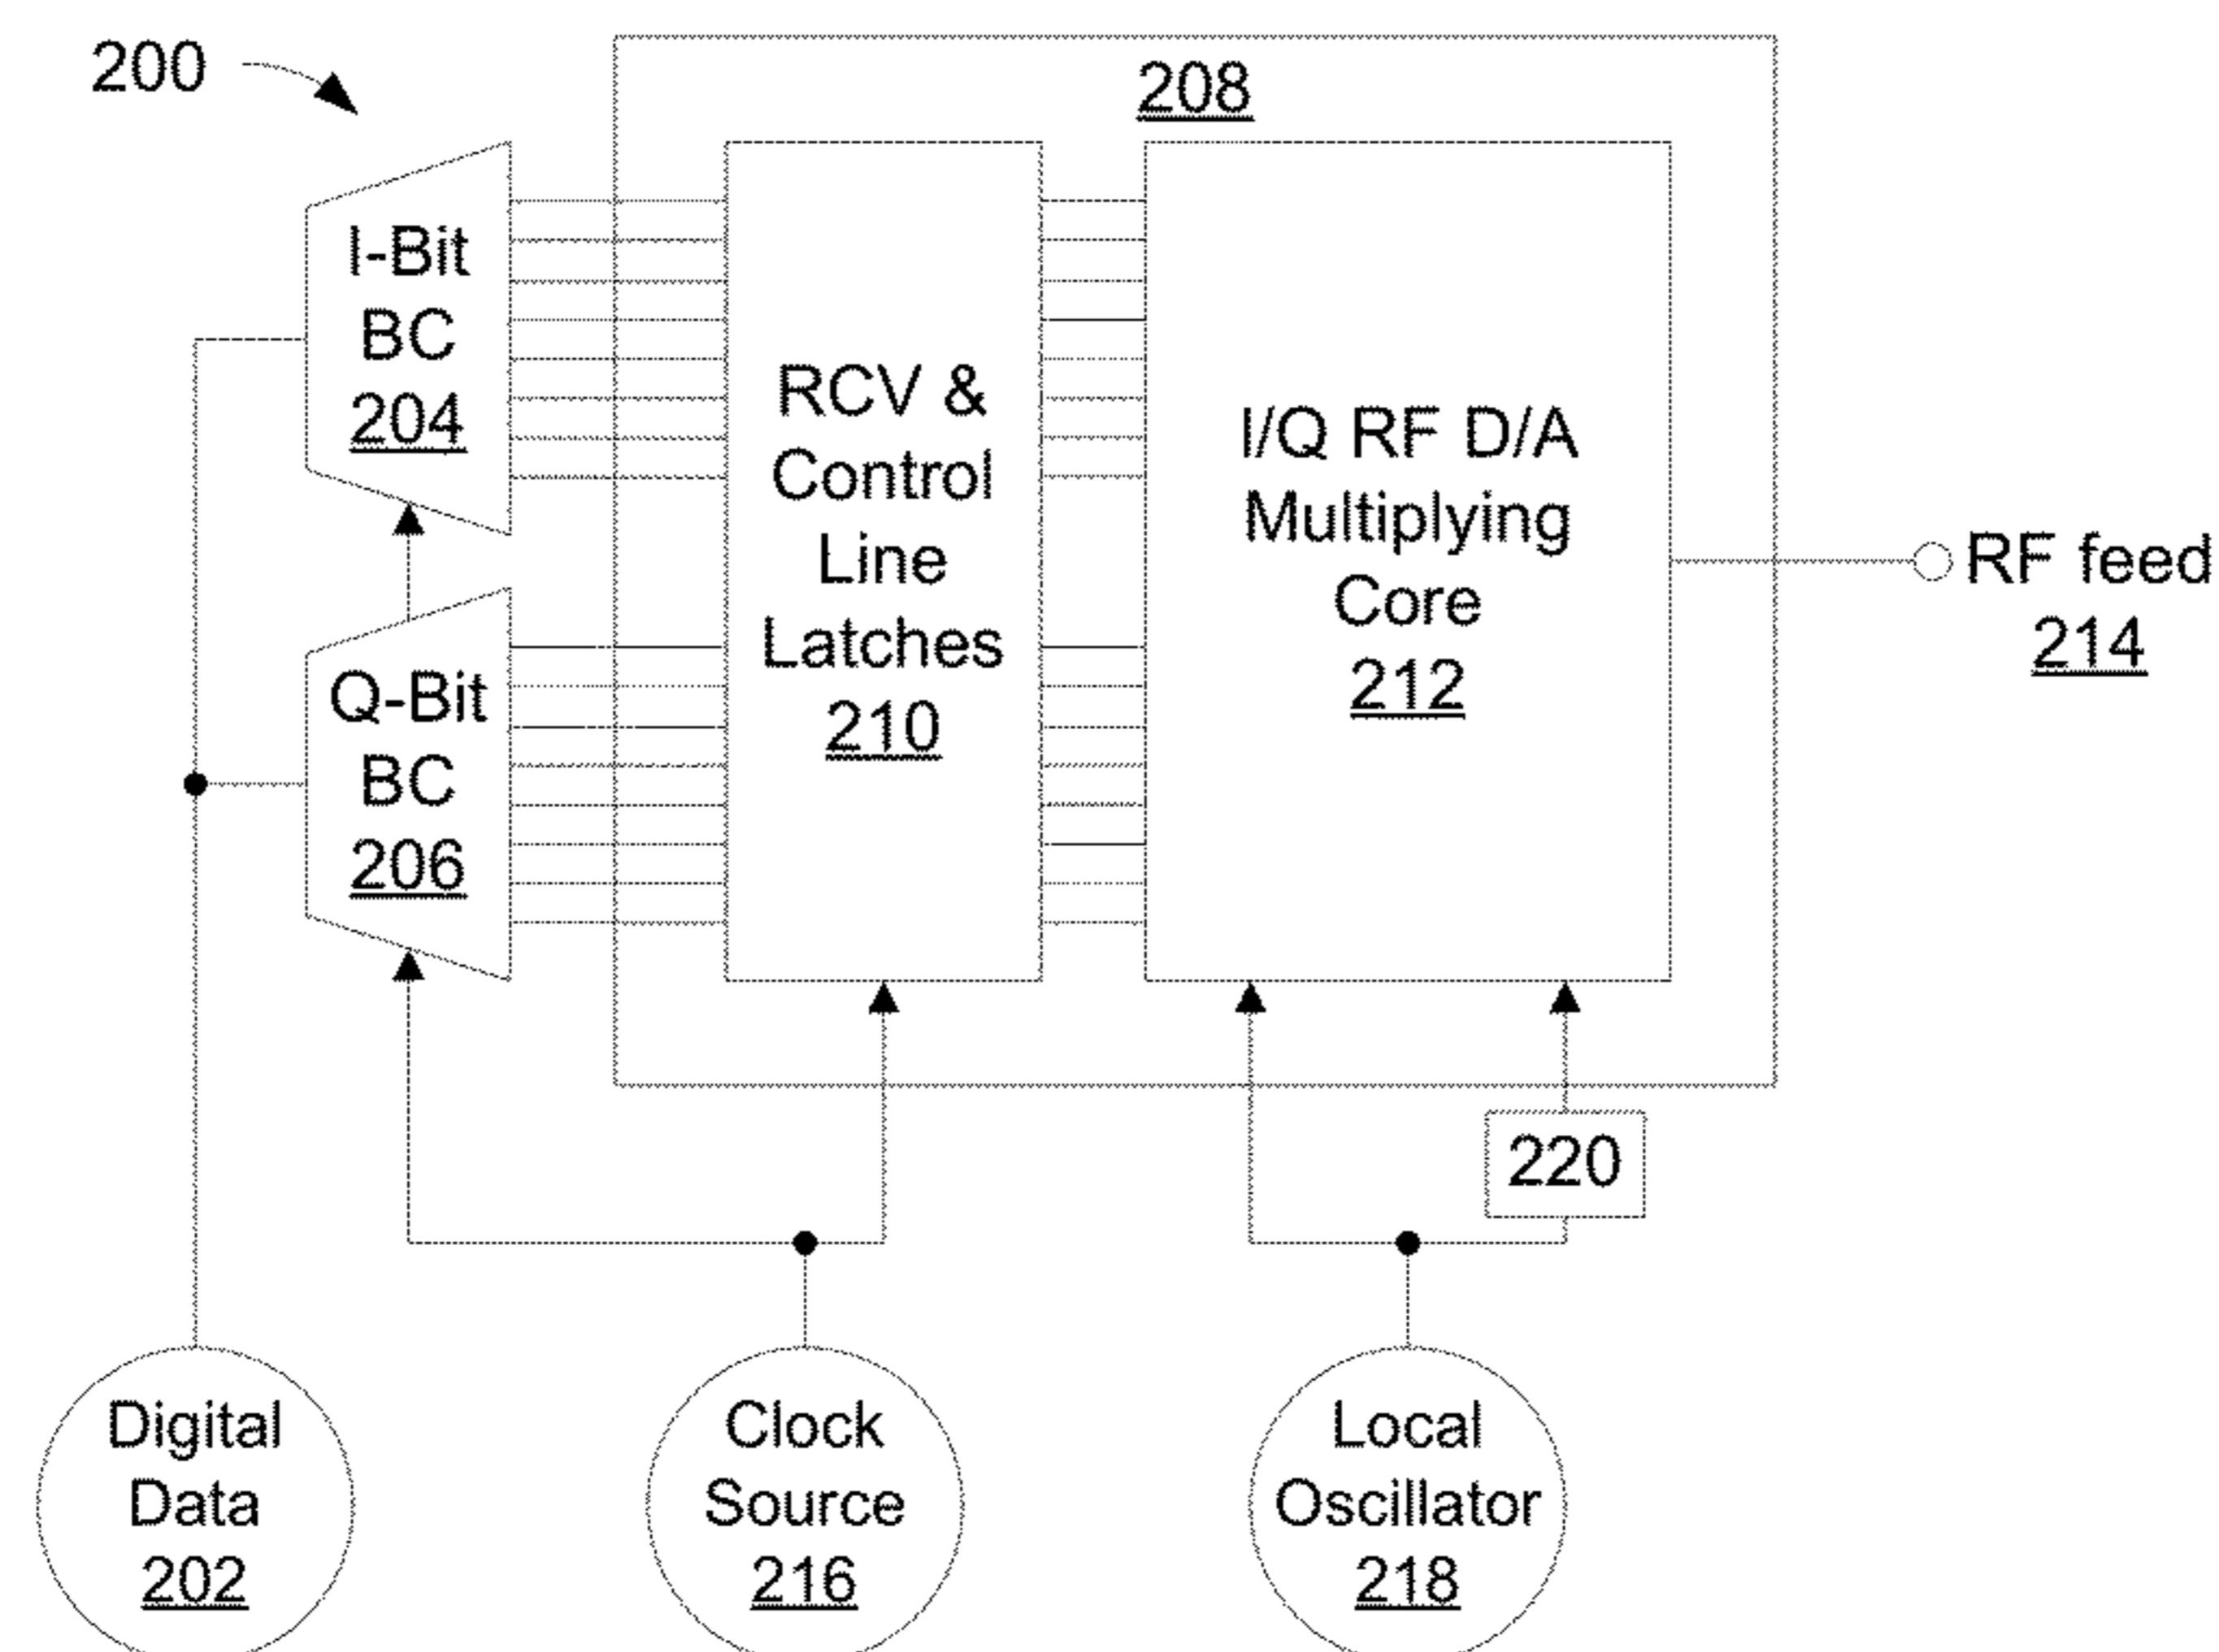 200
208
I-Bit
BC
204
RCV &
Control
Line
Latches
210
I/Q RF D/A
Multiplying
Core
212
RF feed
214
Q-Bit
BC
206
220
Digital
Data
202
Clock
Source
216
Local
Oscillator
218